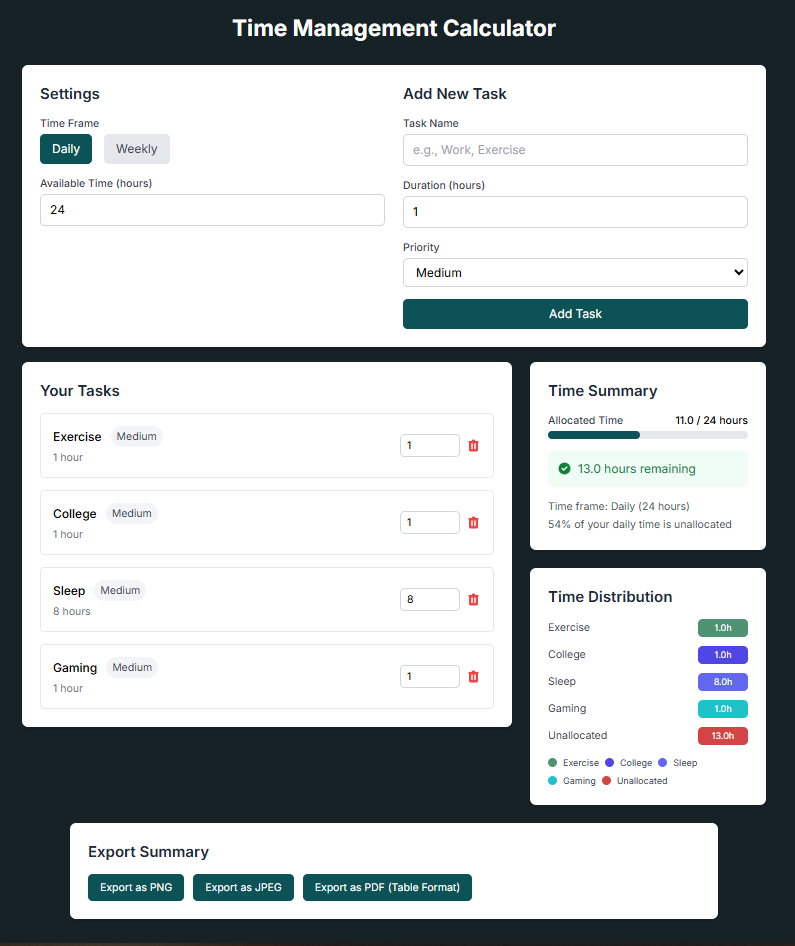 Time Management Calculator
Settings
Time Frame
Daily Weekly
Available Time (hours)
24
Add New Task
Task Name
e.g., Work, Exercise
Duration (hours)
1
Priority
Medium
Add Task
Your Tasks
Exercise Medium
1 hour
1
College Medium
1 hour
1
Sleep Medium
8 hours
8
Gaming Medium
1 hour
1
Time Summary
Allocated Time 11.0 / 24 hours
13.0 hours remaining
Time frame: Daily (24 hours)
54% of your daily time is unallocated
Time Distribution
Exercise 1.0h
College 1.0h
Sleep 8.0h
Gaming 1.0h
Unallocated 13.0h
Exercise College Sleep
Gaming Unallocated
Export Summary
Export as PNG Export as JPEG Export as PDF (Table Format)